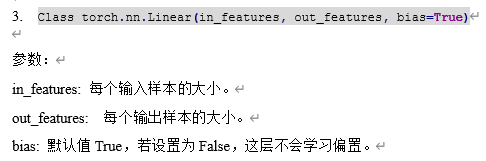 3. Class torch.nn.Linear(in_features, out_features, bias=True)
参数：
in_features: 每个输入样本的大小。
out_features: 每个输出样本的大小。
bias: 默认值 True，若设置为 False，这层不会学习偏置。